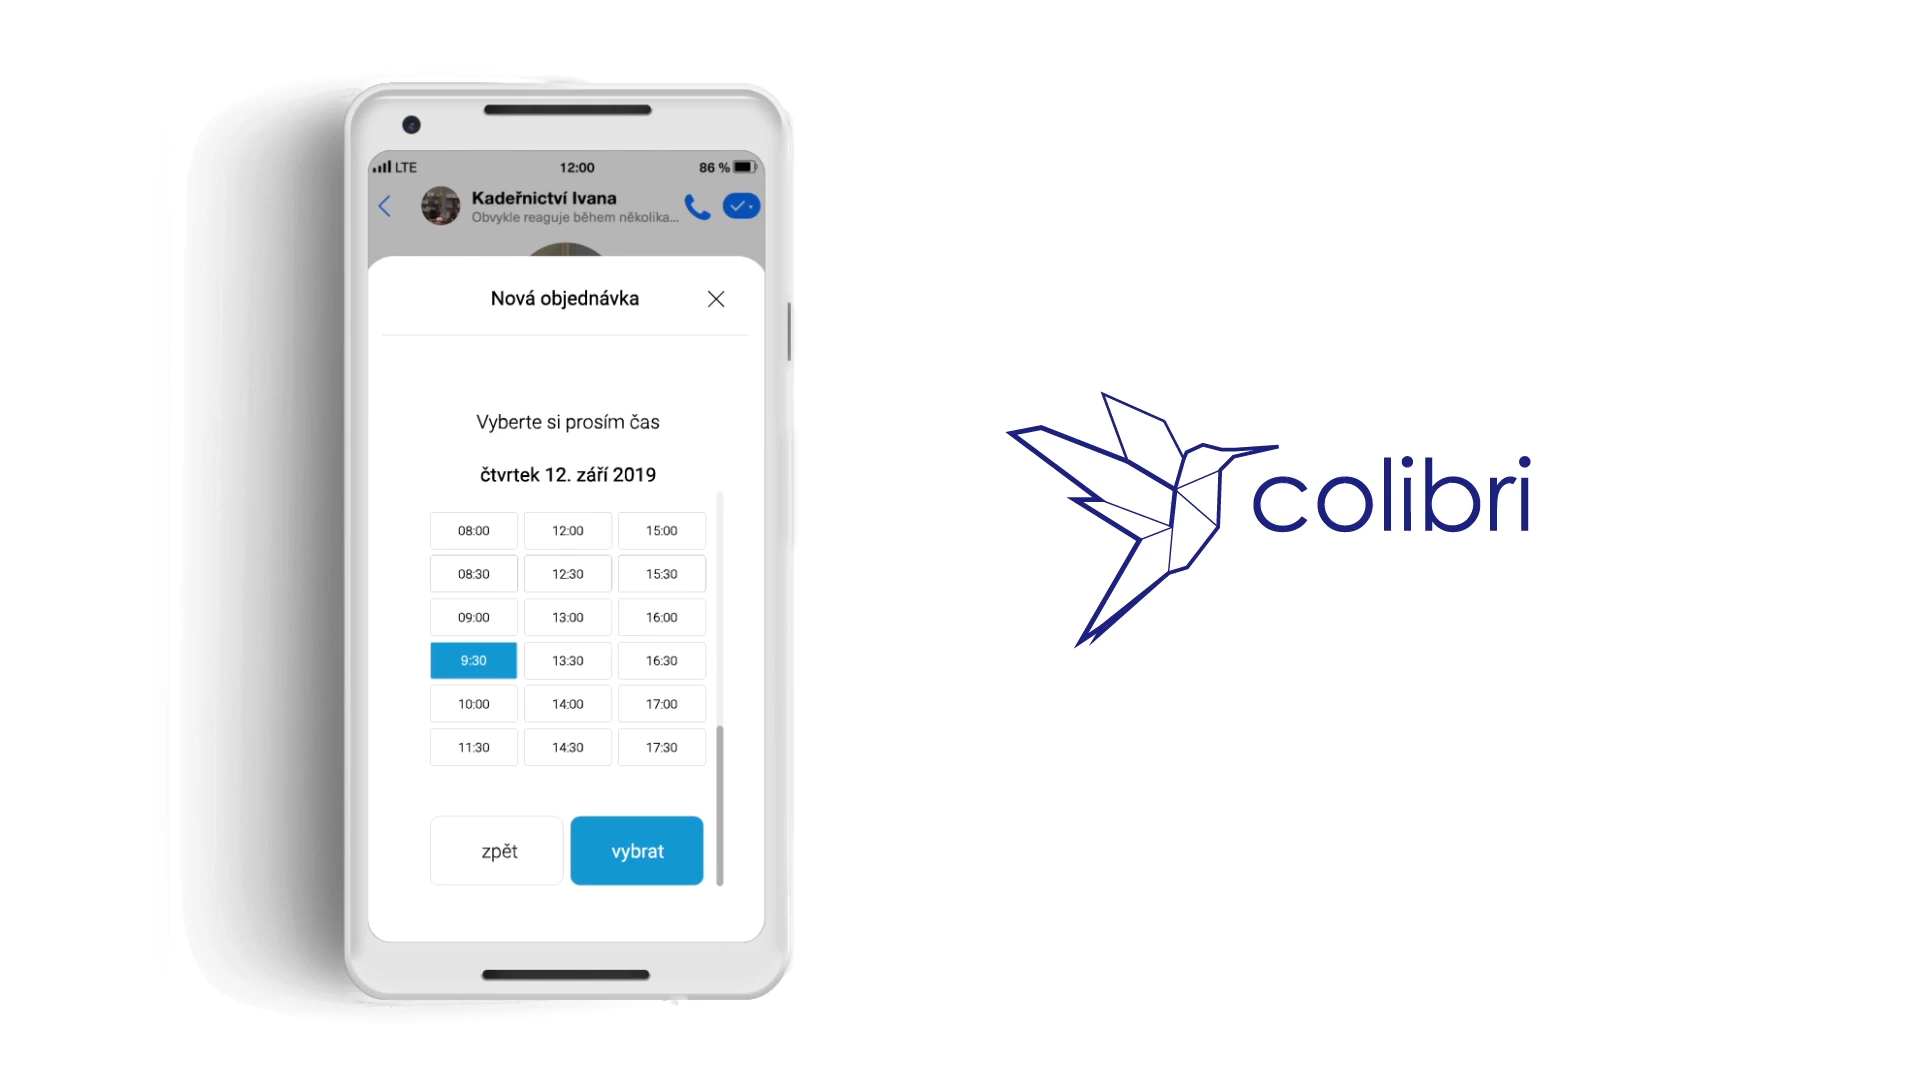 LTE 12:00 86 %
Kadeřnictví Ivana
Obvykle reaguje během několika...
Nová objednávka
Vyberte si prosím čas
čtvrtek 12. září 2019
08:00 12:00 15:00
08:30 12:30 15:30
09:00 13:00 16:00
9:30 13:30 16:30
10:00 14:00 17:00
11:30 14:30 17:30
zpět vybrat
colibri